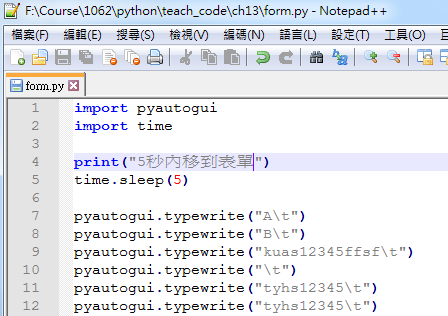 F:\Course\1062\python\teach_code\ch13\form.py - Notepad++
檔案(F) 編輯(E) 搜尋(S) 檢視(V) 編碼(N) 語言(L) 設定(T) 工具(O)
form.py
1 import pyautogui
2 import time
3
4 print("5秒內移到表單")
5 time.sleep(5)
6
7 pyautogui.typewrite("A\t")
8 pyautogui.typewrite("B\t")
9 pyautogui.typewrite("kuas12345ffsf\t")
10 pyautogui.typewrite("\t")
11 pyautogui.typewrite("tyhs12345\t")
12 pyautogui.typewrite("tyhs12345\t")